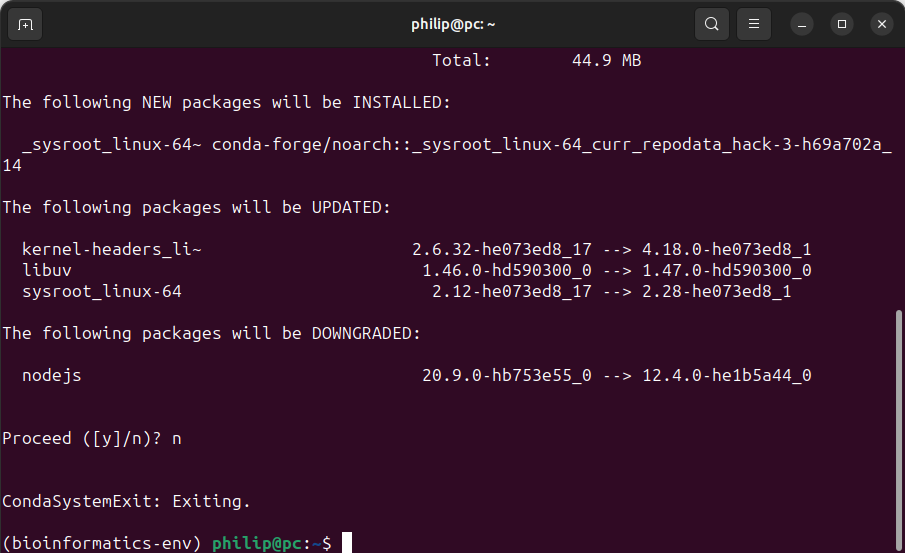 philip@pc: ~
Total:        44.9 MB
The following NEW packages will be INSTALLED:
_sysroot_linux-64~ conda-forge/noarch::_sysroot_linux-64_curr_repodata_hack-3-h69a702a_
14
The following packages will be UPDATED:
kernel-headers_li~                     2.6.32-he073ed8_17 --> 4.18.0-he073ed8_1
libuv                                   1.46.0-hd590300_0 --> 1.47.0-hd590300_0
sysroot_linux-64                         2.12-he073ed8_17 --> 2.28-he073ed8_1
The following packages will be DOWNGRADED:
nodejs                                  20.9.0-hb753e55_0 --> 12.4.0-he1b5a44_0
Proceed ([y]/n)? n
CondaSystemExit: Exiting.
(bioinformatics-env) philip@pc:~$